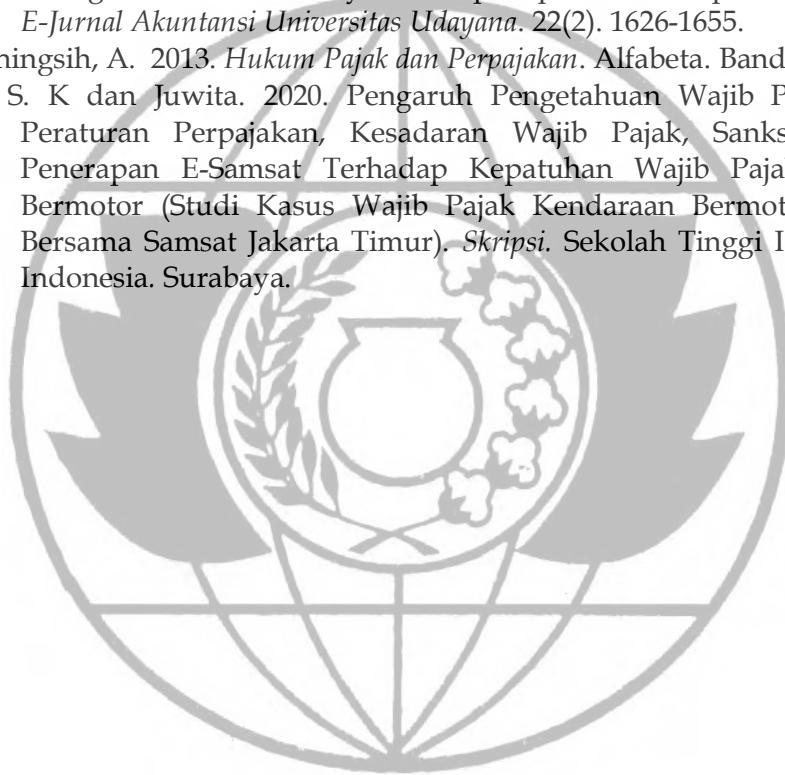 E-Jurnal Akuntansi Universitas Udayana. 22(2). 1626-1655.
ningsih, A. 2013. Hukum Pajak dan Perpajakan. Alfabeta. Band
S. K dan Juwita. 2020. Pengaruh Pengetahuan Wajib P
Peraturan Perpajakan, Kesadaran Wajib Pajak, Sanks
Penerapan E-Samsat Terhadap Kepatuhan Wajib Paja
Bermotor (Studi Kasus Wajib Pajak Kendaraan Bermot
Bersama Samsat Jakarta Timur). Skripsi. Sekolah Tinggi I
Indonesia. Surabaya.